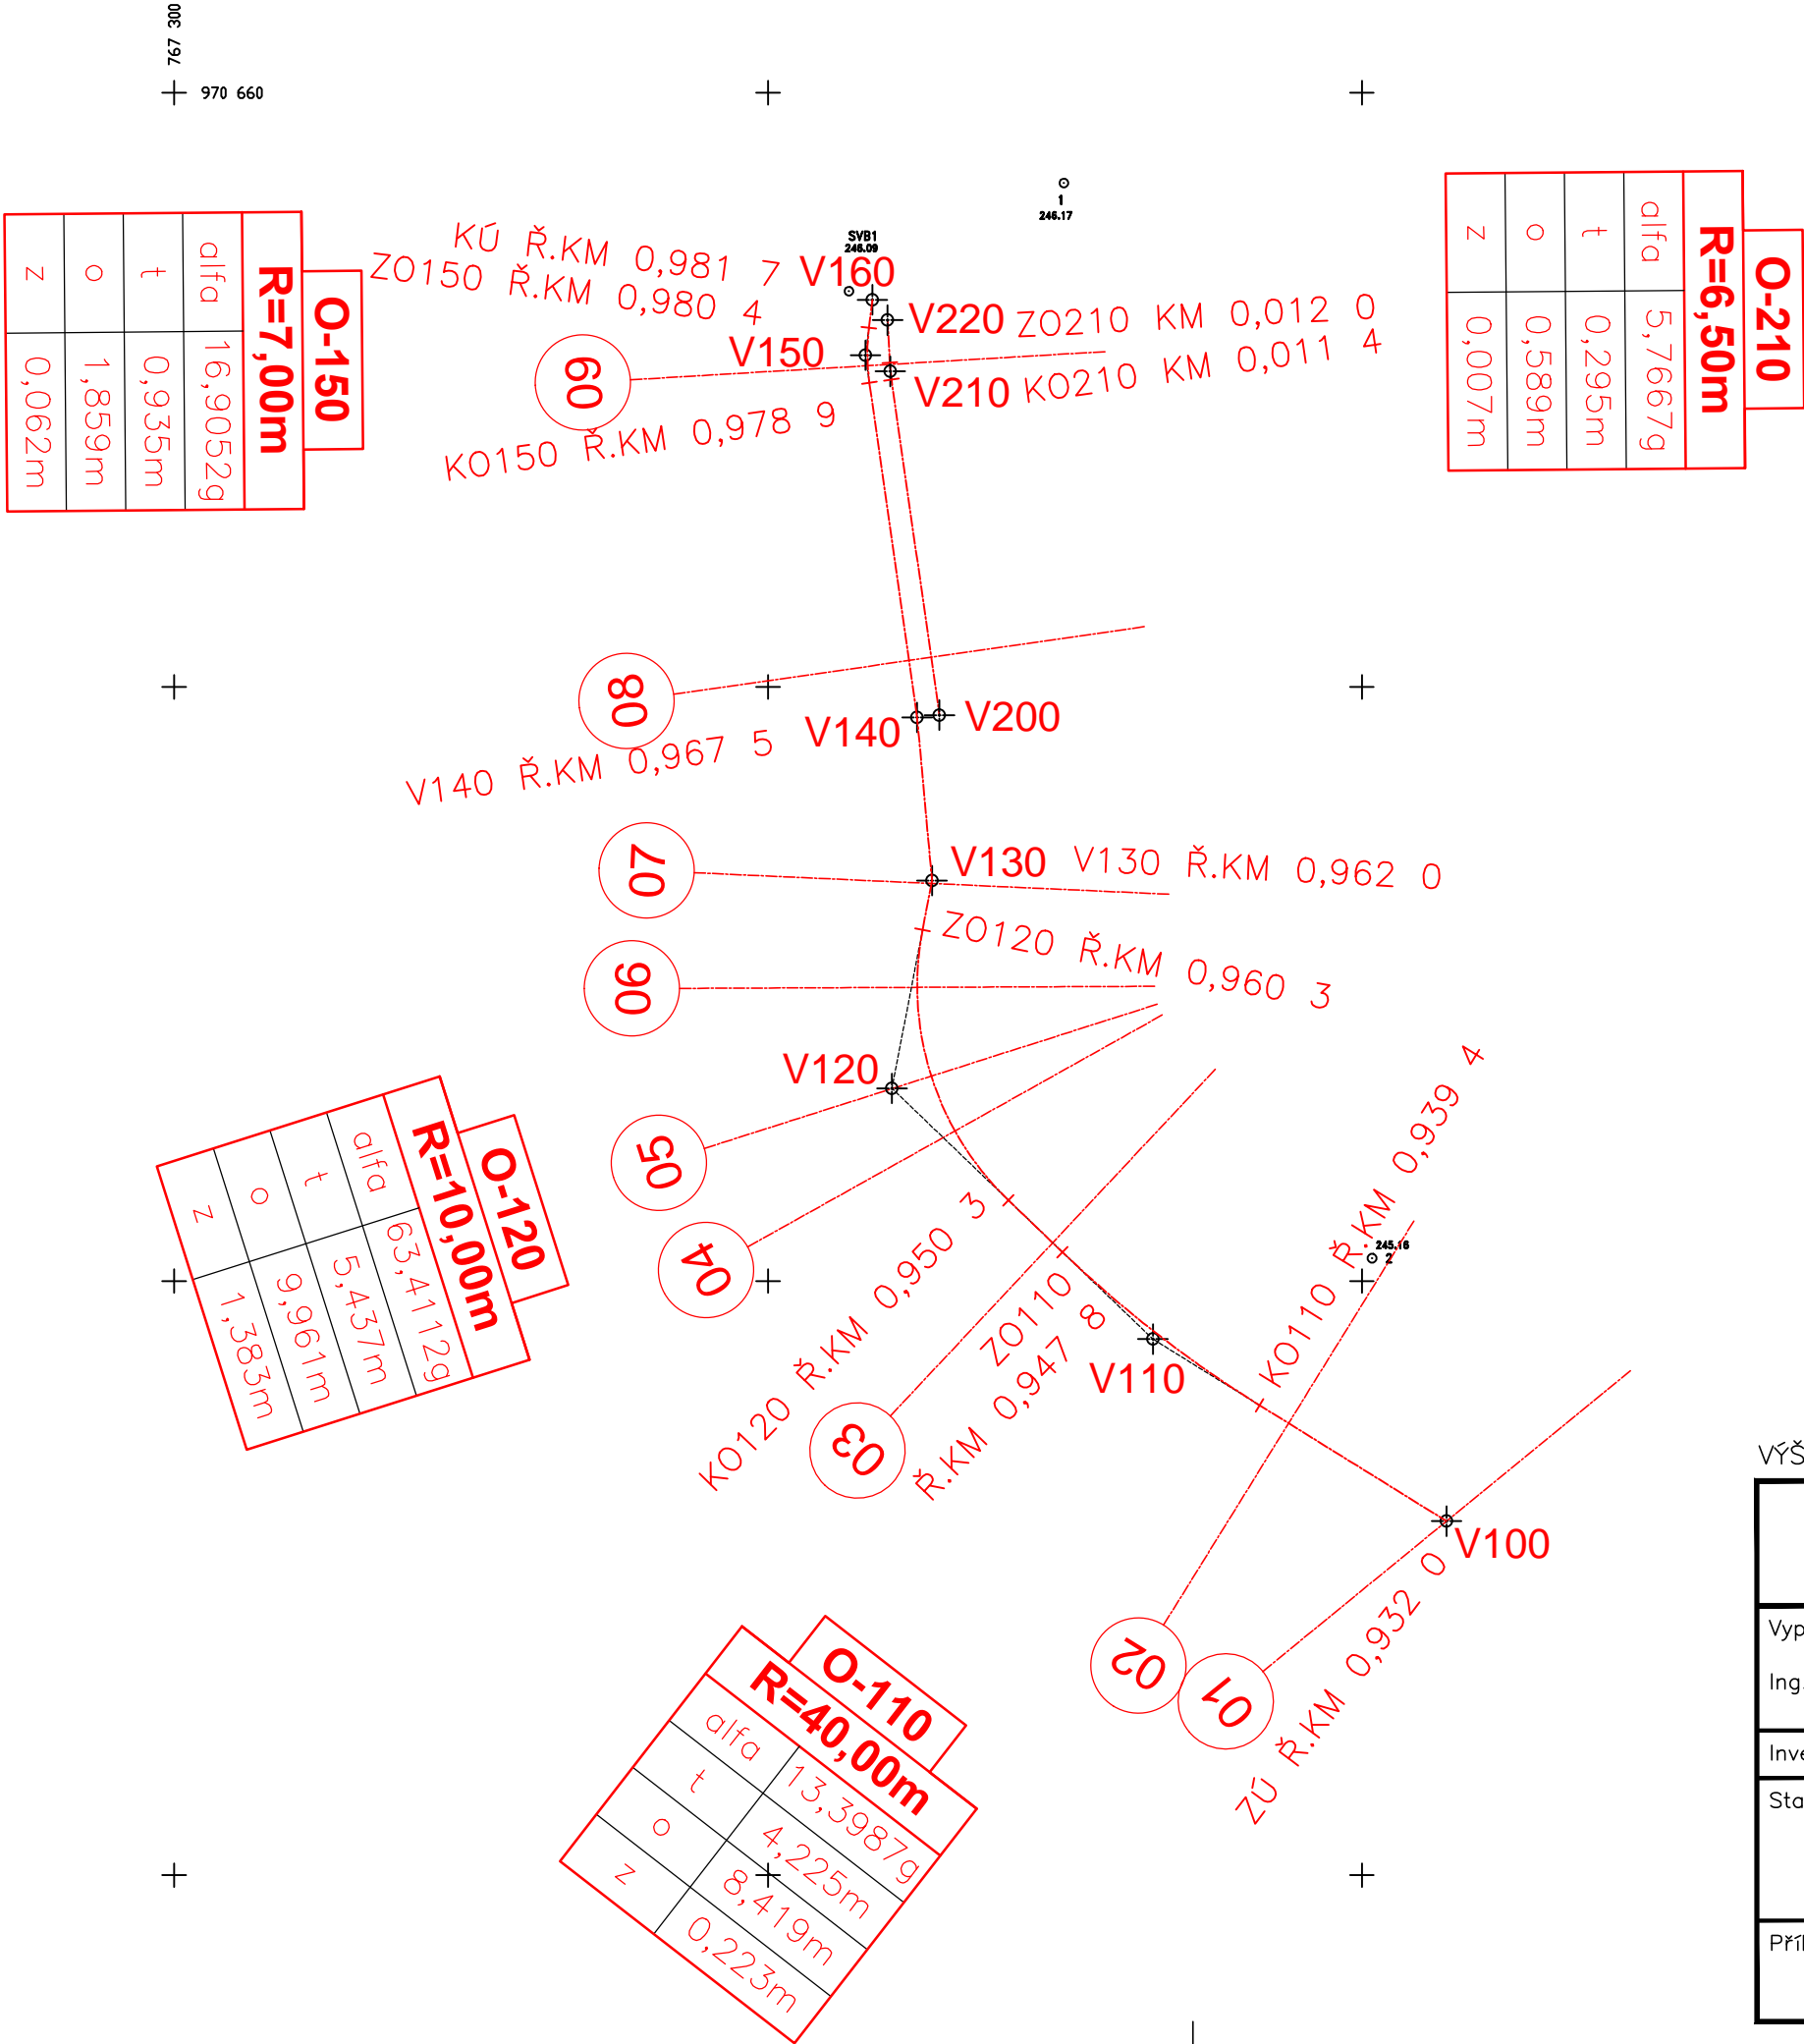 767 300
970 660
1
246.17
SVB1
246.09
KÚ Ř.KM 0,981 7
ZO150 Ř.KM 0,980 4
V160
V220
ZO210 KM 0,012 0
V150
V210
KO210 KM 0,011 4
09
KO150 Ř.KM 0,978 9
O-150
R=7,00m
alfa 16,9052g
t 0,935m
o 1,859m
z 0,062m
O-210
R=6,50m
alfa 5,7667g
t 0,295m
o 0,589m
z 0,007m
08
V140
V200
V140 Ř.KM 0,967 5
07
V130
V130 Ř.KM 0,962 0
ZO120 Ř.KM 0,960 3
06
V120
05
04
O-120
R=10,00m
alfa 63,4112g
t 5,437m
o 9,961m
z 1,383m
KO120 Ř.KM 0,950 3
03
ZO110
Ř.KM 0,947 8
V110
KO110 Ř.KM 0,939 4
245.16
2
V100
02
01
ZÚ Ř.KM 0,932 0
O-110
R=40,00m
alfa 13,3987g
t 4,225m
o 8,419m
z 0,223m
VÝŠ
Vyp
Ing.
Inve
Sta
Příl